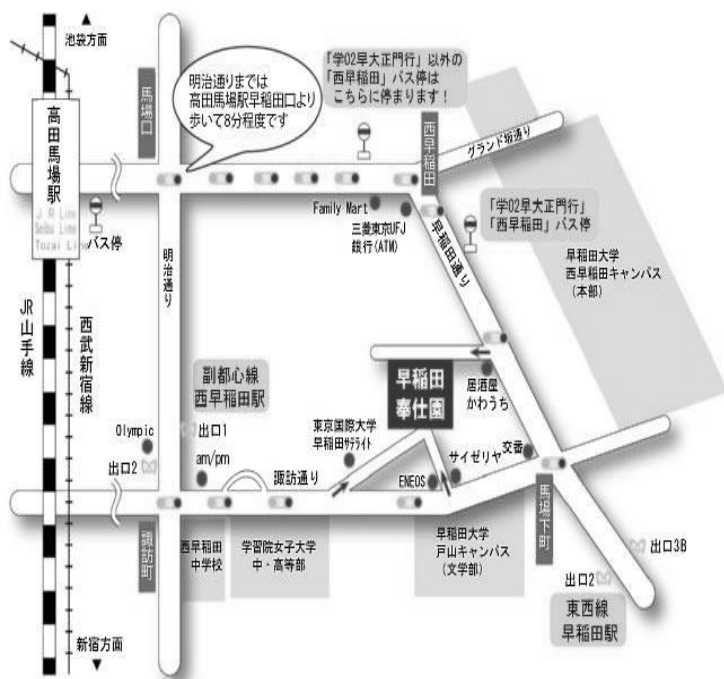 池袋方面
高田馬場駅
JR Line
Seibu Line
Tozai Line
バス停
馬場口
明治通りまでは
高田馬場駅早稲田口より
歩いて8分程度です
「学02早大正門行」以外の
「西早稲田」バス停は
こちらに停まります！
西早稲田
グランド坂通り
Family Mart
三菱東京UFJ
銀行(ATM)
「学02早大正門行」
「西早稲田」バス停
早稲田大学
西早稲田キャンパス
(本部)
明治通り
早稲田通り
JR山手線
西武新宿線
副都心線
西早稲田駅
早稲田
奉仕園
居酒屋
かわうち
Olympic
出口1
出口2
am/pm
東京国際大学
早稲田サテライト
諏訪通り
ENEOS
サイゼリヤ
交番
馬場下町
諏訪町
西早稲田
中学校
学習院女子大学
中・高等部
早稲田大学
戸山キャンパス
(文学部)
出口3B
出口2
東西線
早稲田駅
新宿方面